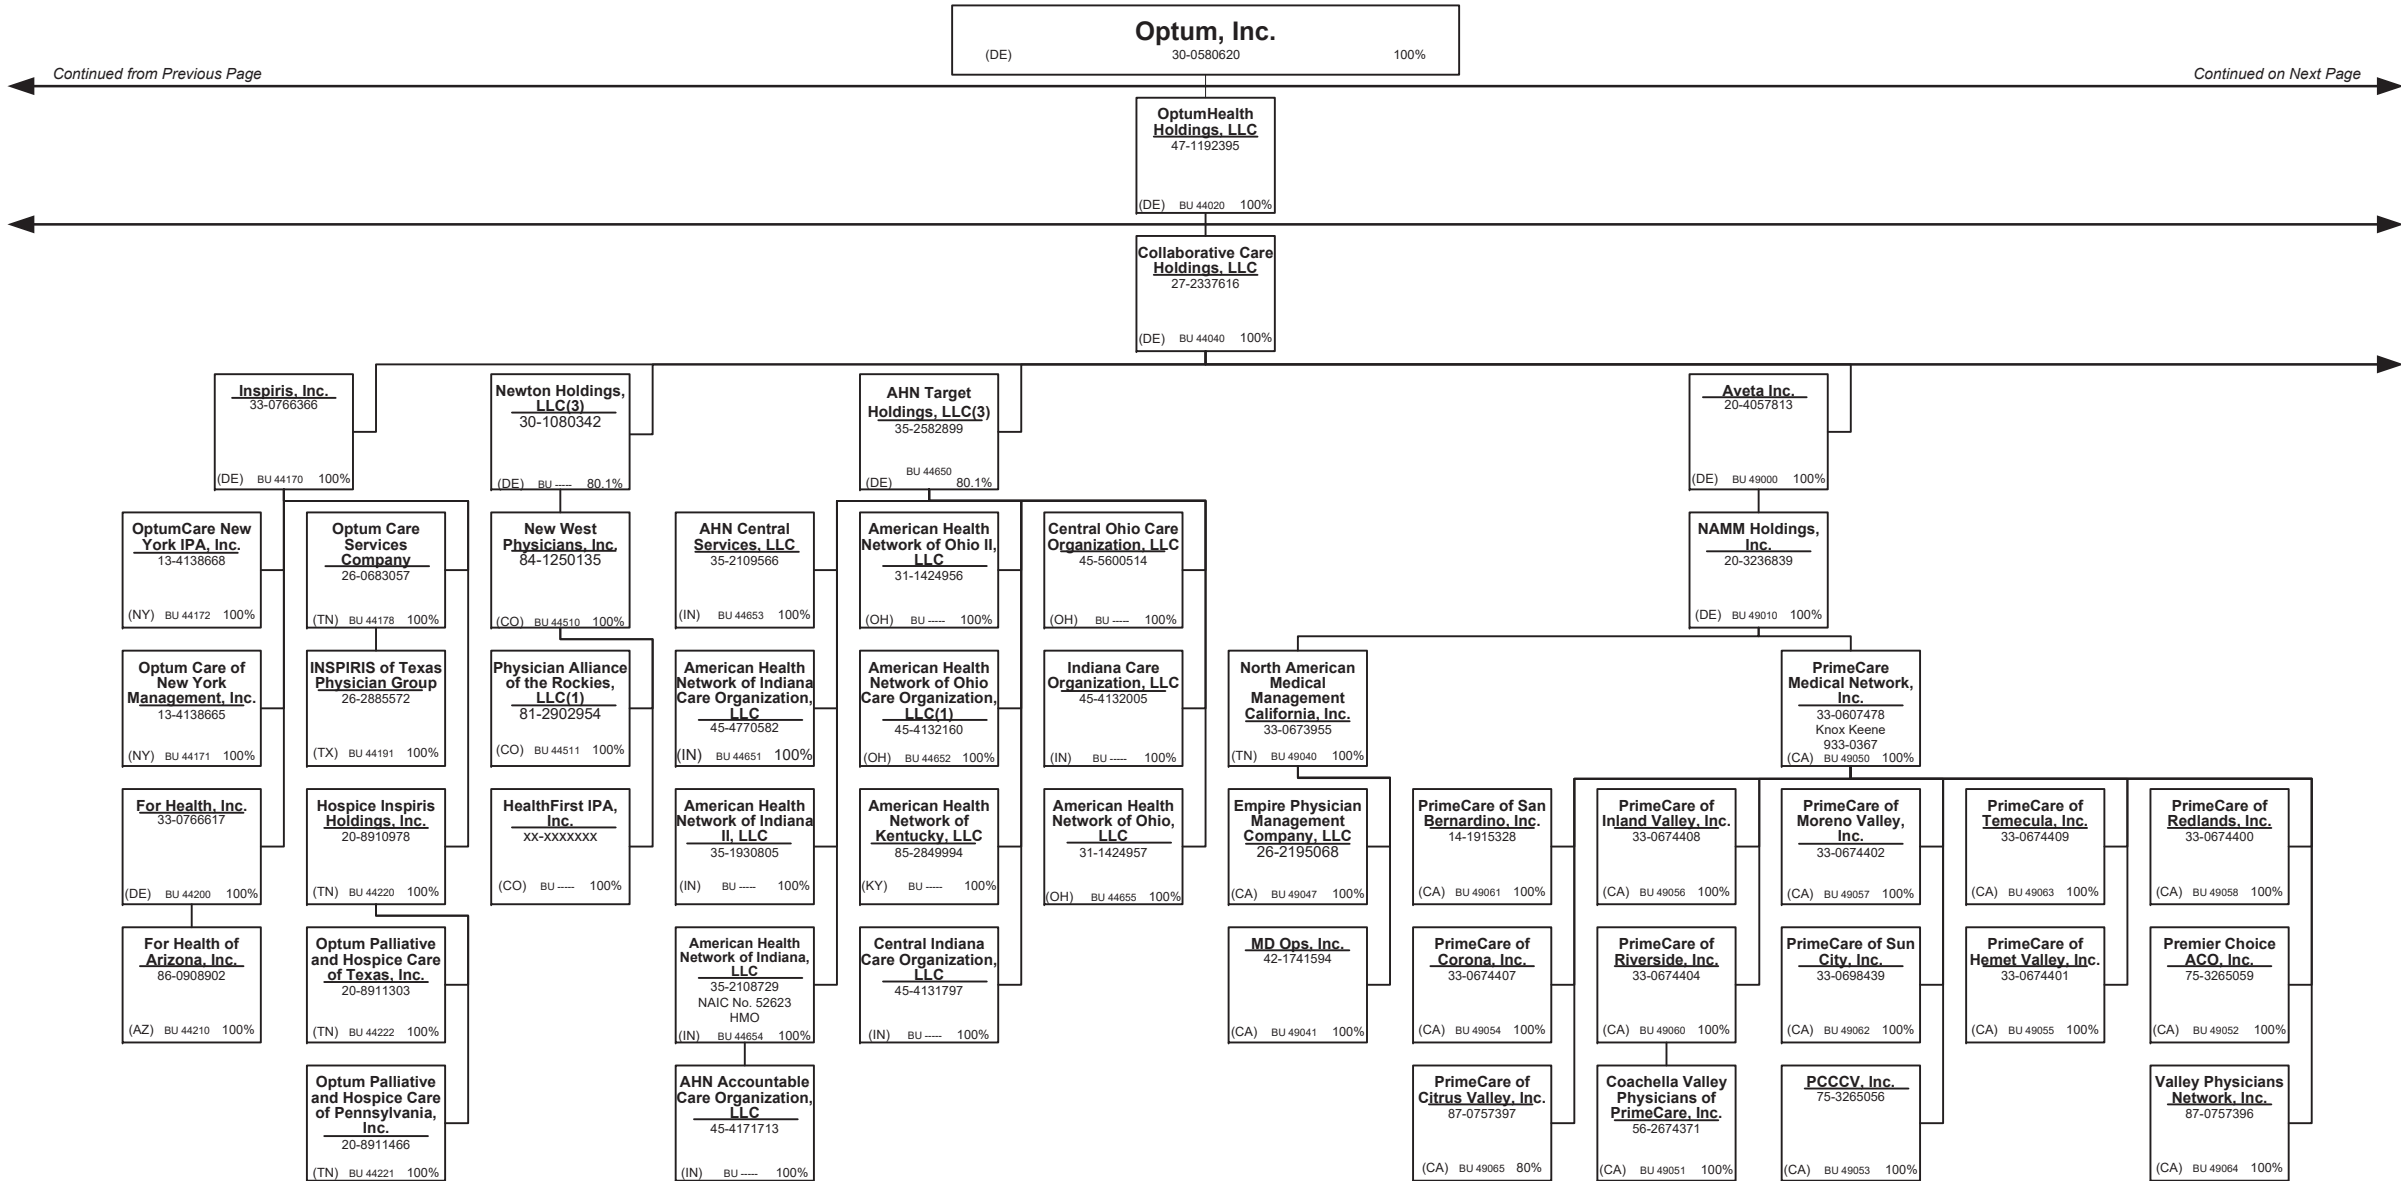 Optum, Inc.
(DE) 30-0580620 100%
Continued from Previous Page
Continued on Next Page
OptumHealth
Holdings, LLC
47-1192395
(DE) BU 44020 100%
Collaborative Care
Holdings, LLC
27-2337616
(DE) BU 44040 100%
Inspiris, Inc.
33-0766366
(DE) BU 44170 100%
Newton Holdings,
LLC(3)
30-1080342
(DE) BU ----- 80.1%
AHN Target
Holdings, LLC(3)
35-2582899
BU 44650
(DE) 80.1%
Aveta Inc.
20-4057813
(DE) BU 49000 100%
OptumCare New
York IPA, Inc.
13-4138668
(NY) BU 44172 100%
Optum Care
Services
Company
26-0683057
(TN) BU 44178 100%
New West
Physicians, Inc.
84-1250135
(CO) BU 44510 100%
AHN Central
Services, LLC
35-2109566
(IN) BU 44653 100%
American Health
Network of Ohio II,
LLC
31-1424956
(OH) BU ----- 100%
Central Ohio Care
Organization, LLC
45-5600514
(OH) BU ----- 100%
NAMM Holdings,
Inc.
20-3236839
(DE) BU 49010 100%
Optum Care of
New York
Management, Inc.
13-4138665
(NY) BU 44171 100%
INSPIRIS of Texas
Physician Group
26-2885572
(TX) BU 44191 100%
Physician Alliance
of the Rockies,
LLC(1)
81-2902954
(CO) BU 44511 100%
American Health
Network of Indiana
Care Organization,
LLC
45-4770582
(IN) BU 44651 100%
American Health
Network of Ohio
Care Organization,
LLC(1)
45-4132160
(OH) BU 44652 100%
Indiana Care
Organization, LLC
45-4132005
(IN) BU ----- 100%
North American
Medical
Management
California, Inc.
33-0673955
(TN) BU 49040 100%
PrimeCare
Medical Network,
Inc.
33-0607478
Knox Keene
933-0367
(CA) BU 49050 100%
For Health, Inc.
33-0766617
(DE) BU 44200 100%
Hospice Inspiris
Holdings, Inc.
20-8910978
(TN) BU 44220 100%
HealthFirst IPA,
Inc.
xx-xxxxxxx
(CO) BU ----- 100%
American Health
Network of Indiana
II, LLC
35-1930805
(IN) BU ----- 100%
American Health
Network of
Kentucky, LLC
85-2849994
(KY) BU ----- 100%
American Health
Network of Ohio,
LLC
31-1424957
(OH) BU 44655 100%
Empire Physician
Management
Company, LLC
26-2195068
(CA) BU 49047 100%
PrimeCare of San
Bernardino, Inc.
14-1915328
(CA) BU 49061 100%
PrimeCare of
Inland Valley, Inc.
33-0674408
(CA) BU 49056 100%
PrimeCare of
Moreno Valley,
Inc.
33-0674402
(CA) BU 49057 100%
PrimeCare of
Temecula, Inc.
33-0674409
(CA) BU 49063 100%
PrimeCare of
Redlands, Inc.
33-0674400
(CA) BU 49058 100%
For Health of
Arizona, Inc.
86-0908902
(AZ) BU 44210 100%
Optum Palliative
and Hospice Care
of Texas, Inc.
20-8911303
(TN) BU 44222 100%
American Health
Network of Indiana,
LLC
35-2108729
NAIC No. 52623
HMO
(IN) BU 44654 100%
Central Indiana
Care Organization,
LLC
45-4131797
(IN) BU ----- 100%
MD Ops, Inc.
42-1741594
(CA) BU 49041 100%
PrimeCare of
Corona, Inc.
33-0674407
(CA) BU 49054 100%
PrimeCare of
Riverside, Inc.
33-0674404
(CA) BU 49060 100%
PrimeCare of Sun
City, Inc.
33-0698439
(CA) BU 49062 100%
PrimeCare of
Hemet Valley, Inc.
33-0674401
(CA) BU 49055 100%
Premier Choice
ACO, Inc.
75-3265059
(CA) BU 49052 100%
Optum Palliative
and Hospice Care
of Pennsylvania,
Inc.
20-8911466
(TN) BU 44221 100%
AHN Accountable
Care Organization,
LLC
45-4171713
(IN) BU ----- 100%
PrimeCare of
Citrus Valley, Inc.
87-0757397
(CA) BU 49065 80%
Coachella Valley
Physicians of
PrimeCare, Inc.
56-2674371
(CA) BU 49051 100%
PCCCV, Inc.
75-3265056
(CA) BU 49053 100%
Valley Physicians
Network, Inc.
87-0757396
(CA) BU 49064 100%